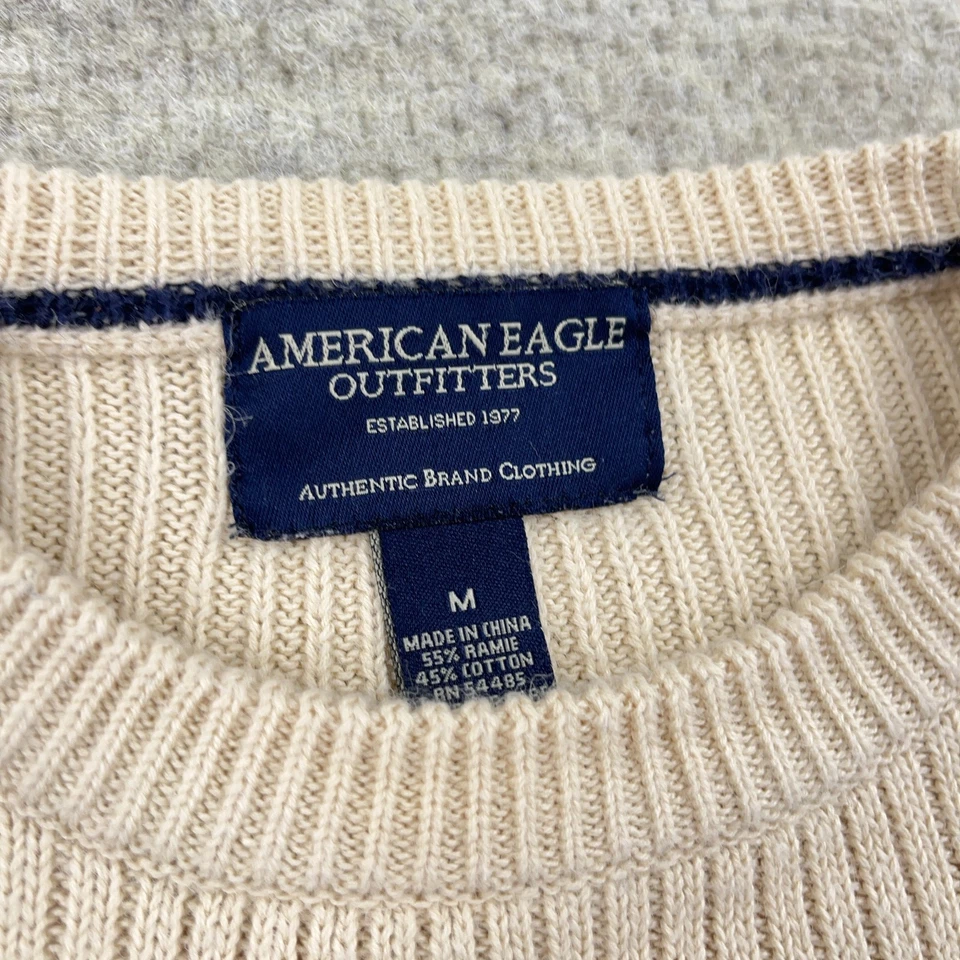 AMERICAN EAGLE
OUTFITTERS
ESTABLISHED 1977
AUTHENTIC BRAND CLOTHING
M
MADE IN CHINA
55% RAMIE
45% COTTON
RN 54485